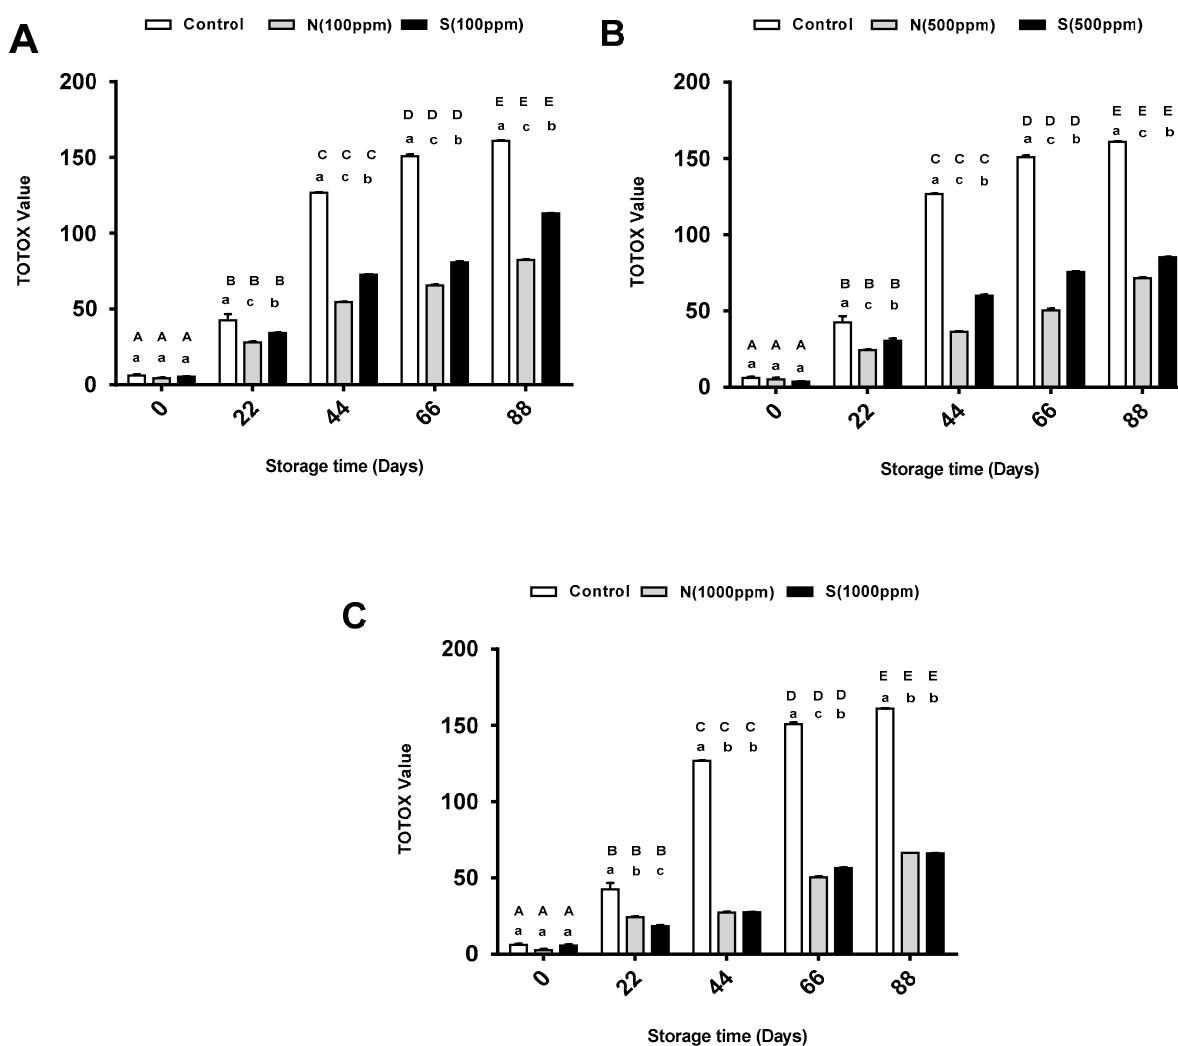 A
Control N(100ppm) S(100ppm)
200
E E E
D D D
a c b
a c b
150
C C C
a c b
TOTOX Value
100
B B B
a c b
50
A A A
a a a
0
0 22 44 66 88
Storage time (Days)
B
Control N(500ppm) S(500ppm)
200
E E E
D D D
a c b
a c b
150
C C C
a c b
TOTOX Value
100
B B B
a c b
50
A A A
a a a
0
0 22 44 66 88
Storage time (Days)
C
Control N(1000ppm) S(1000ppm)
200
E E E
D D D
a b b
a c b
150
C C C
a b b
TOTOX Value
100
B B B
a b c
50
A A A
a a a
0
0 22 44 66 88
Storage time (Days)